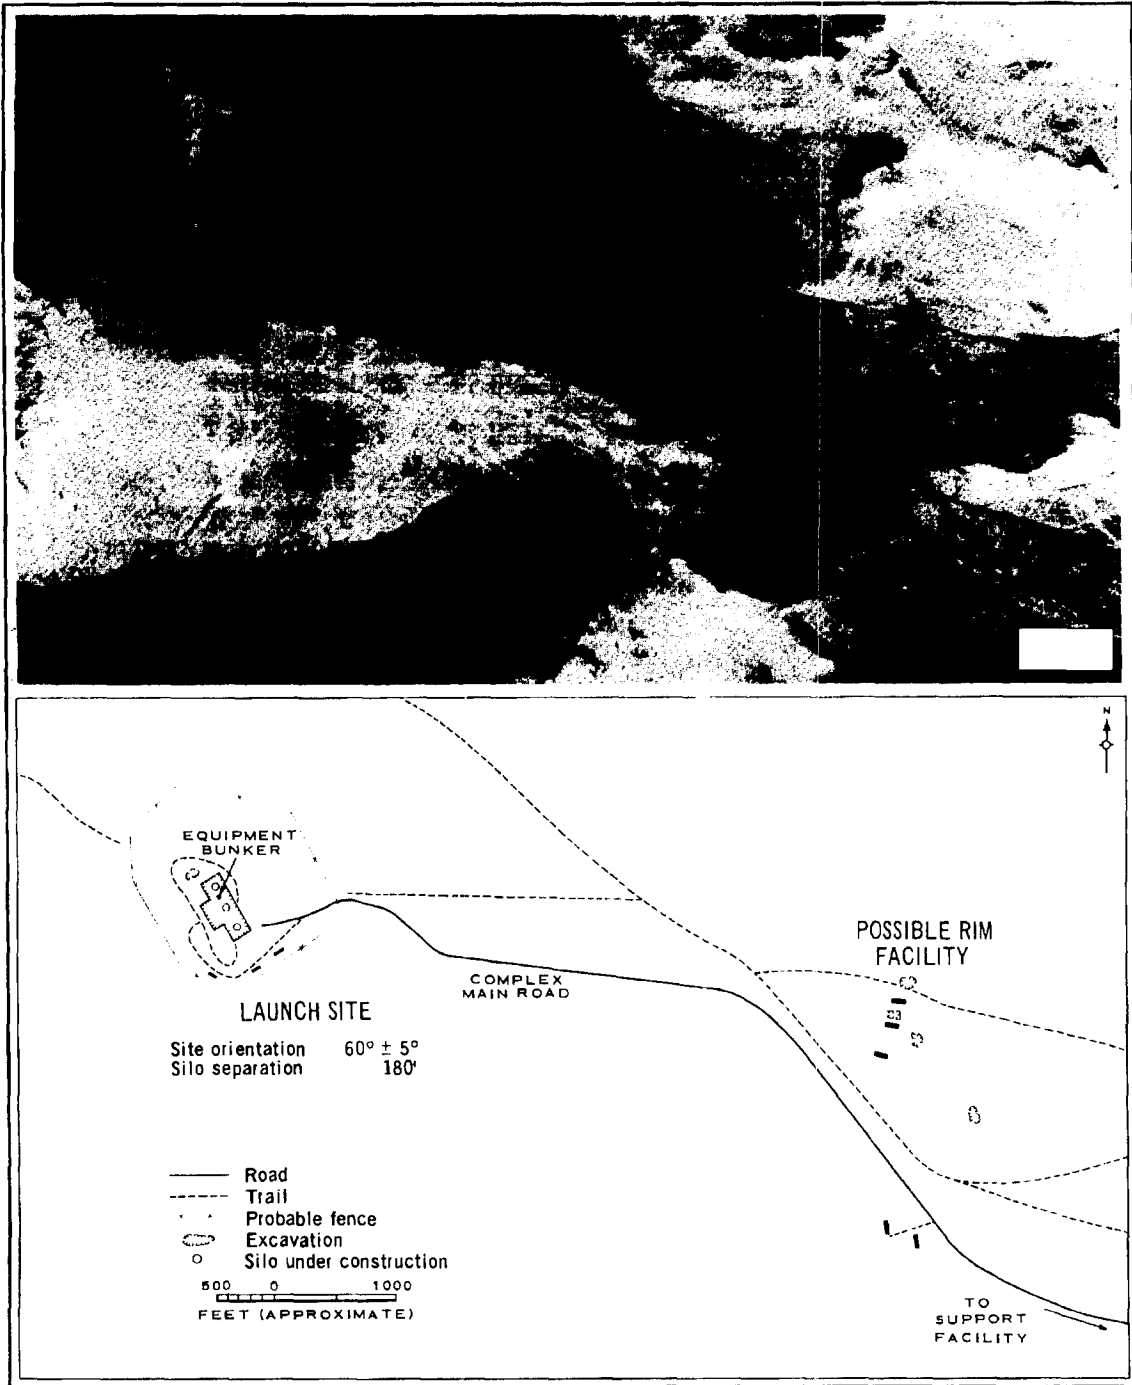 N
EQUIPMENT
BUNKER
POSSIBLE RIM
FACILITY
COMPLEX
MAIN ROAD
LAUNCH SITE
Site orientation 60° ± 5°
Silo separation 180'
Road
Trail
Probable fence
Excavation
Silo under construction
500 0 1000
FEET (APPROXIMATE)
TO
SUPPORT
FACILITY